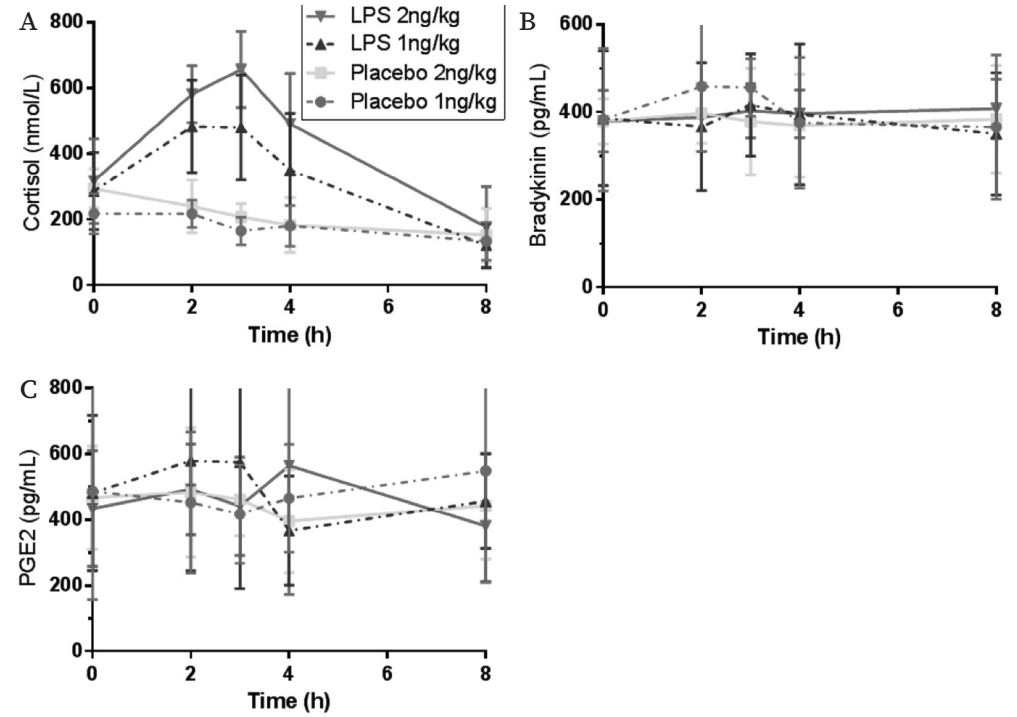 A
Cortisol (nmol/L)
800
600
400
200
0
0 2 4 6 8
Time (h)
LPS 2ng/kg
LPS 1ng/kg
Placebo 2ng/kg
Placebo 1ng/kg
B
Bradykinin (pg/mL)
600
400
200
0
0 2 4 6 8
Time (h)
C
PGE2 (pg/mL)
800
600
400
200
0
0 2 4 6 8
Time (h)